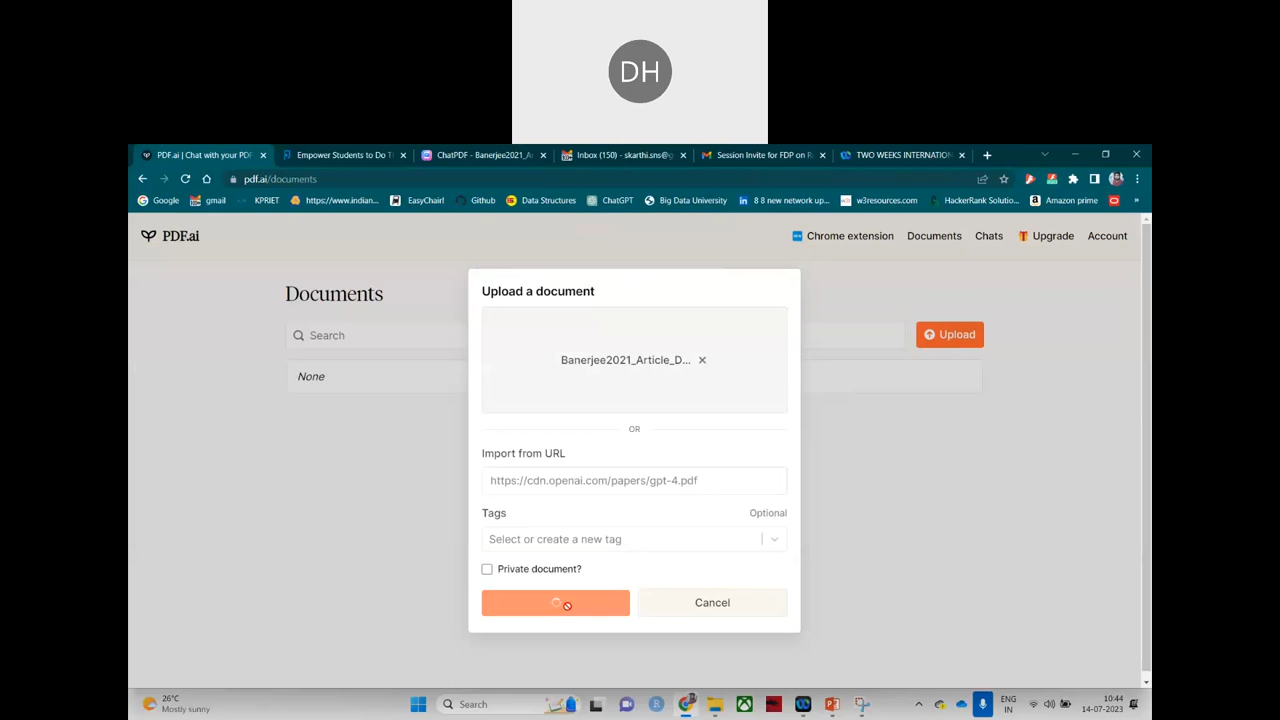 DH
PDF.ai | Chat with your PDF
Empower Students to Do T
ChatPDF - Banerjee2021_A
Inbox (150) - skarthi.sns@g
Session Invite for FDP on R
TWO WEEKS INTERNATION
pdf.ai/documents
Google
gmail
KPRIET
https://www.indian...
EasyChairl
Github
Data Structures
ChatGPT
Big Data University
8 8 new network up...
w3resources.com
HackerRank Solutio...
Amazon prime
»
PDF.ai
Chrome extension
Documents
Chats
Upgrade
Account
Documents
Search
Upload
None
Upload a document
Banerjee2021_Article_D...
OR
Import from URL
https://cdn.openai.com/papers/gpt-4.pdf
Tags
Optional
Select or create a new tag
Private document?
Cancel
26°C
Mostly sunny
Search
ENG
IN
10:44
14-07-2023